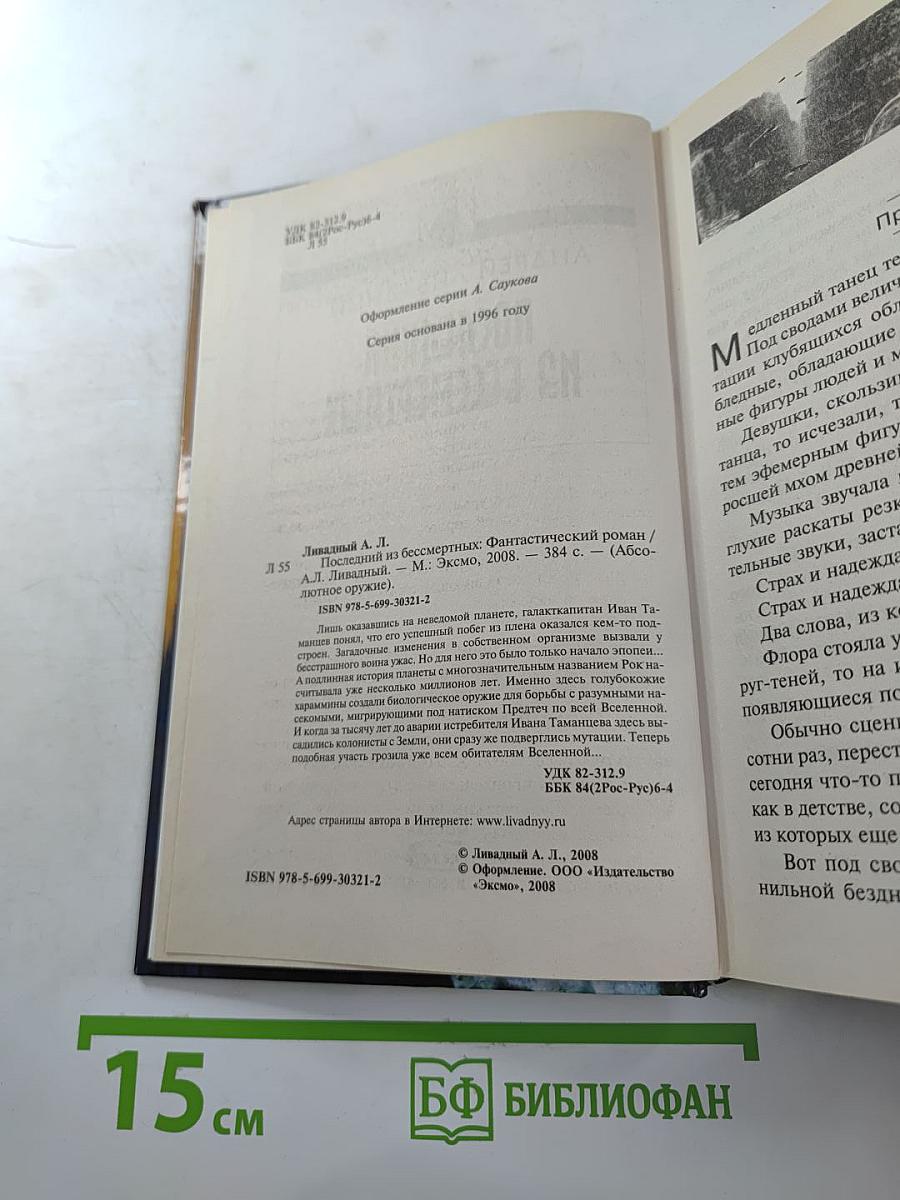 УДК 82-312.9
ББК 84(2Рос-Рус)6-4
Л 55
Оформление серии А. Саукова
Серия основана в 1996 году
Ливадный А. Л.
Л 55 Последний из бессмертных: Фантастический роман /
А.Л. Ливадный. — М.: Эксмо, 2008. — 384 с. — (Абсо-
лютное оружие).
ISBN 978-5-699-30321-2
Лишь оказавшись на неведомой планете, галакткапитан Иван Та-
манцев понял, что его успешный побег из плена оказался кем-то под-
строен. Загадочные изменения в собственном организме вызвали у
бесстрашного воина ужас. Но для него это было только начало эпопеи...
А подлинная история планеты с многозначительным названием Рок на-
считывала уже несколько миллионов лет. Именно здесь голубокожие
хараммины создали биологическое оружие для борьбы с разумными на-
секомыми, мигрирующими под натиском Предтеч по всей Вселенной.
И когда за тысячу лет до аварии истребителя Ивана Таманцева здесь вы-
садились колонисты с Земли, они сразу же подверглись мутации. Теперь
подобная участь грозила уже всем обитателям Вселенной...
УДК 82-312.9
ББК 84(2Рос-Рус)6-4
Адрес страницы автора в Интернете: www.livadnyy.ru
© Ливадный А. Л., 2008
© Оформление. ООО «Издательство
«Эксмо», 2008
ISBN 978-5-699-30321-2
Пр
Медленный танец те
Под сводами велич
тации клубящихся обл
бледные, обладающие
ные фигуры людей и м
Девушки, скользи
танца, то исчезали, т
тем эфемерным фигу
росшей мхом древней
Музыка звучала
глухие раскаты резк
тельные звуки, заста
Страх и надежда
Страх и надежда
Два слова, из ко
Флора стояла у
руг-теней, то на
появляющиеся по
Обычно сцен
сотни раз, перест
сегодня что-то п
как в детстве, со
из которых еще
Вот под сво
нильной бездн
15 см
БФ БИБЛИОФАН